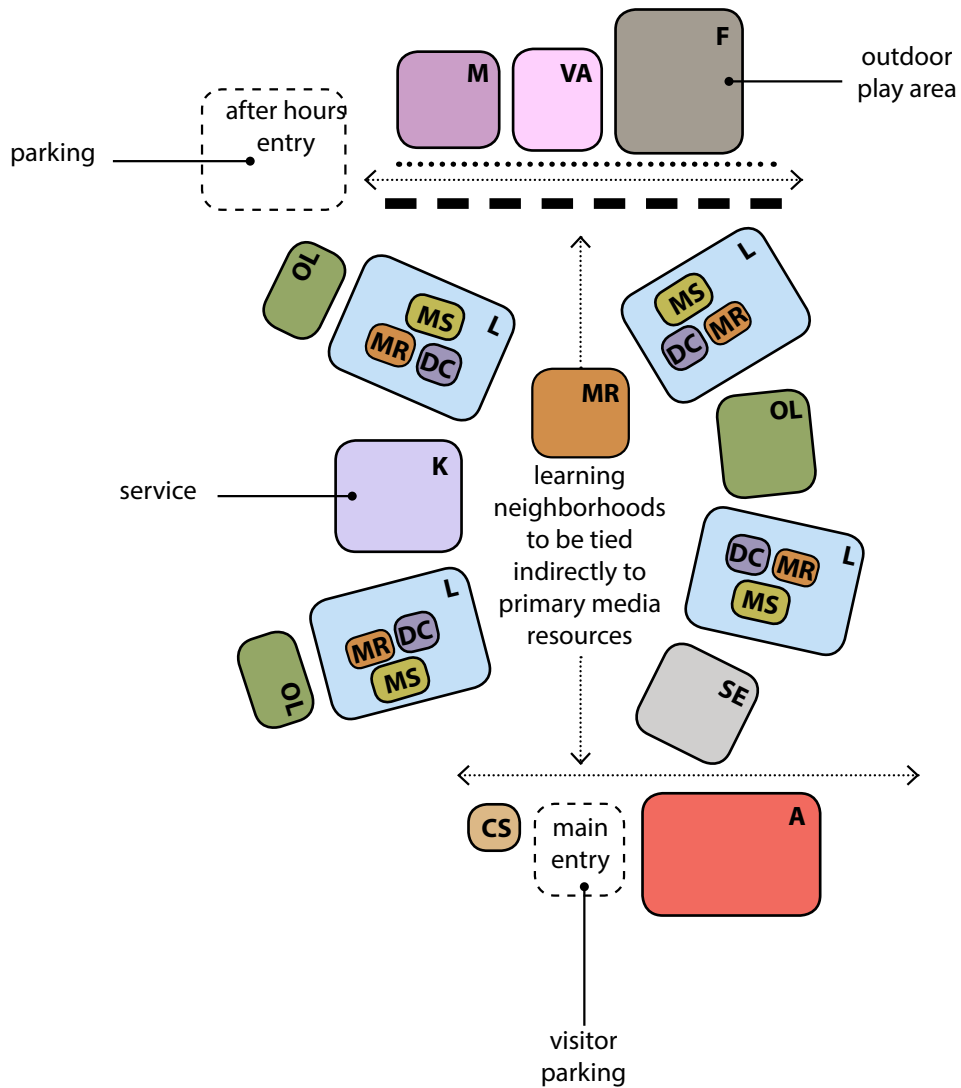 M
VA
F
outdoor
play area
after hours
entry
parking
OL
L
MS
MR
DC
L
MS
MR
DC
MR
OL
K
service
learning
neighborhoods
to be tied
indirectly to
primary media
resources
L
DC
MR
MS
L
DC
MR
MS
OL
SE
CS
main
entry
A
visitor
parking